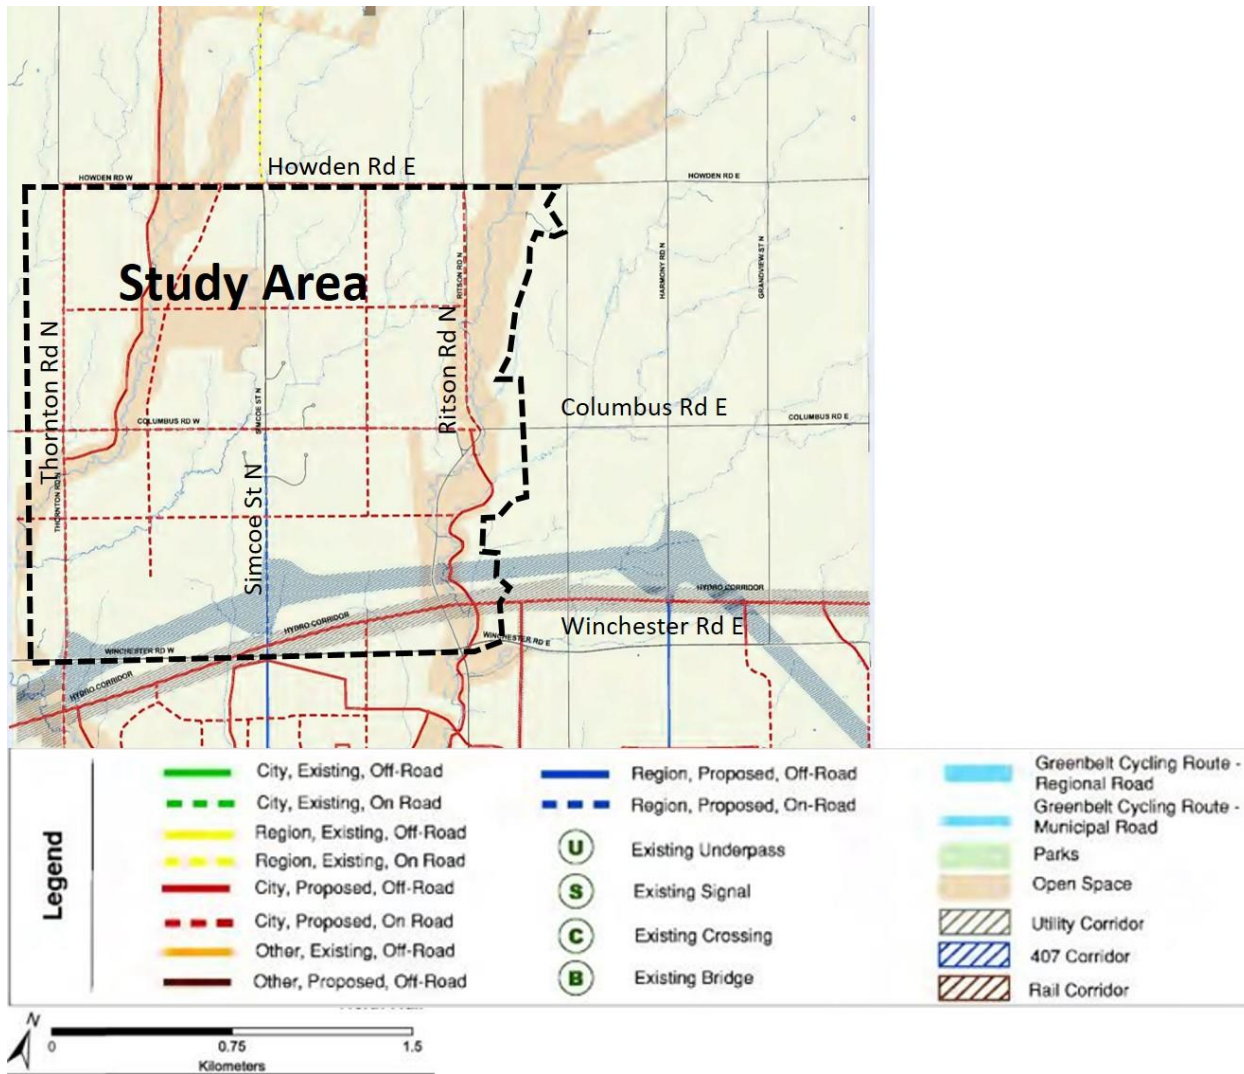 Howden Rd E
HOWDEN RD W
HOWDEN RD E
Study Area
RITSON RD N
HARMONY RD N
GRANDVIEW ST N
Thornton Rd N
Ritson Rd N
SIMCOE ST N
Columbus Rd E
COLUMBUS RD W
COLUMBUS RD E
THORNTON RD N
Simcoe St N
HYDRO CORRIDOR
HYDRO CORRIDOR
Winchester Rd E
WINCHESTER RD E
WINCHESTER RD W
HYDRO CORRIDOR
Legend
City, Existing, Off-Road
City, Existing, On Road
Region, Existing, Off-Road
Region, Existing, On Road
City, Proposed, Off-Road
City, Proposed, On Road
Other, Existing, Off-Road
Other, Proposed, Off-Road
Region, Proposed, Off-Road
Region, Proposed, On-Road
U Existing Underpass
S Existing Signal
C Existing Crossing
B Existing Bridge
Greenbelt Cycling Route -
Regional Road
Greenbelt Cycling Route -
Municipal Road
Parks
Open Space
Utility Corridor
407 Corridor
Rail Corridor
N
0 0.75 1.5
Kilometers